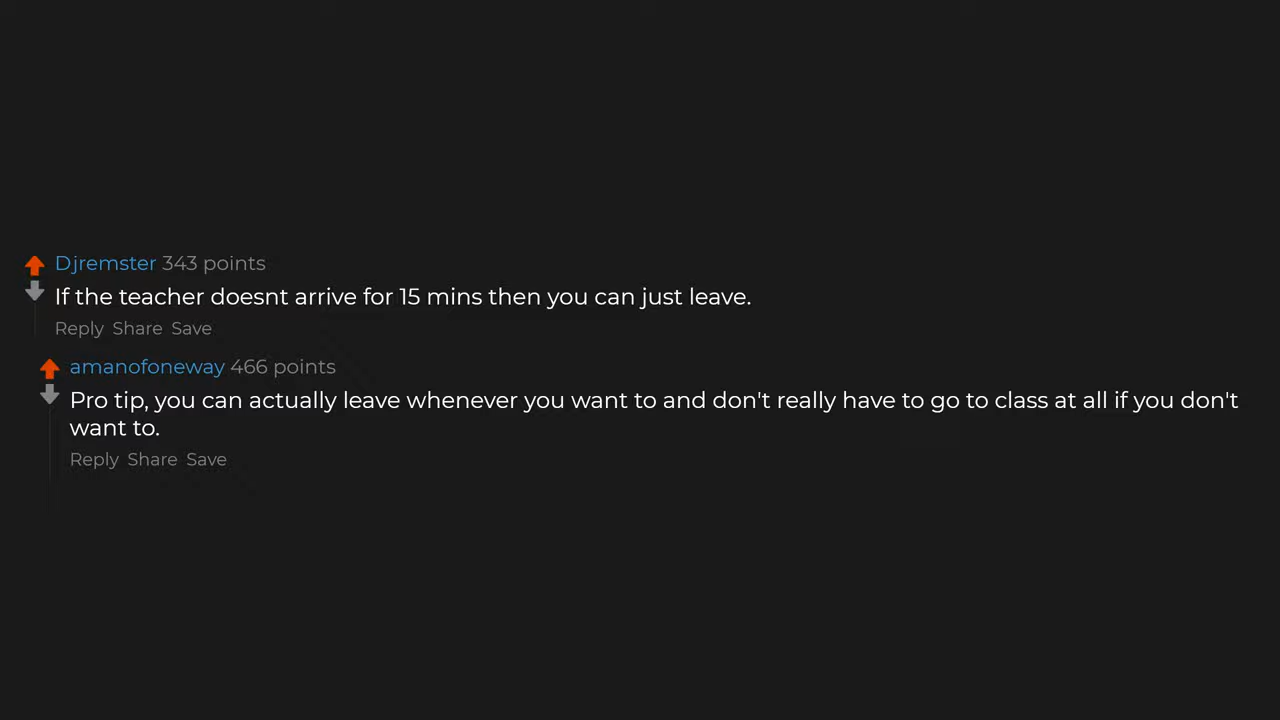 Djremster 343 points
If the teacher doesnt arrive for 15 mins then you can just leave.
Reply Share Save
amanofoneway 466 points
Pro tip, you can actually leave whenever you want to and don't really have to go to class at all if you don't
want to.
Reply Share Save